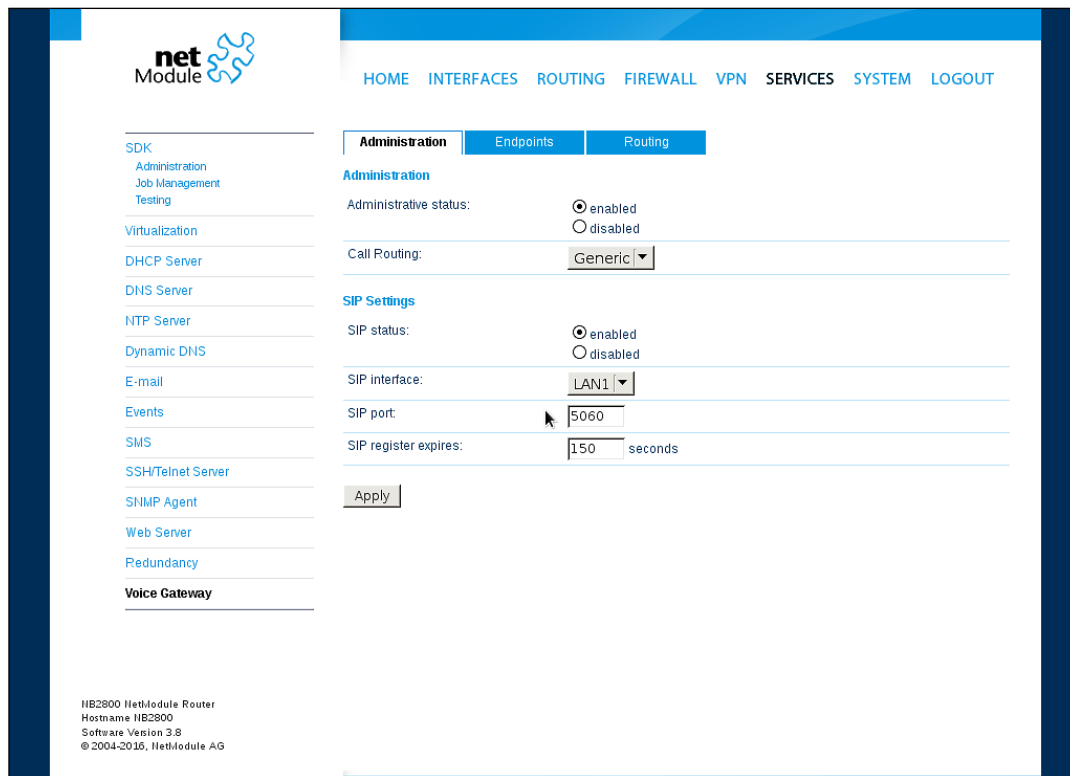 net
Module
HOME INTERFACES ROUTING FIREWALL VPN SERVICES SYSTEM LOGOUT
SDK
Administration
Job Management
Testing
Virtualization
DHCP Server
DNS Server
NTP Server
Dynamic DNS
E-mail
Events
SMS
SSH/Telnet Server
SNMP Agent
Web Server
Redundancy
Voice Gateway
Administration Endpoints Routing
Administration
Administrative status: enabled
disabled
Call Routing: Generic
SIP Settings
SIP status: enabled
disabled
SIP interface: LAN1
SIP port: 5060
SIP register expires: 150 seconds
Apply
NB2800 NetModule Router
Hostname NB2800
Software Version 3.8
© 2004-2016, NetModule AG